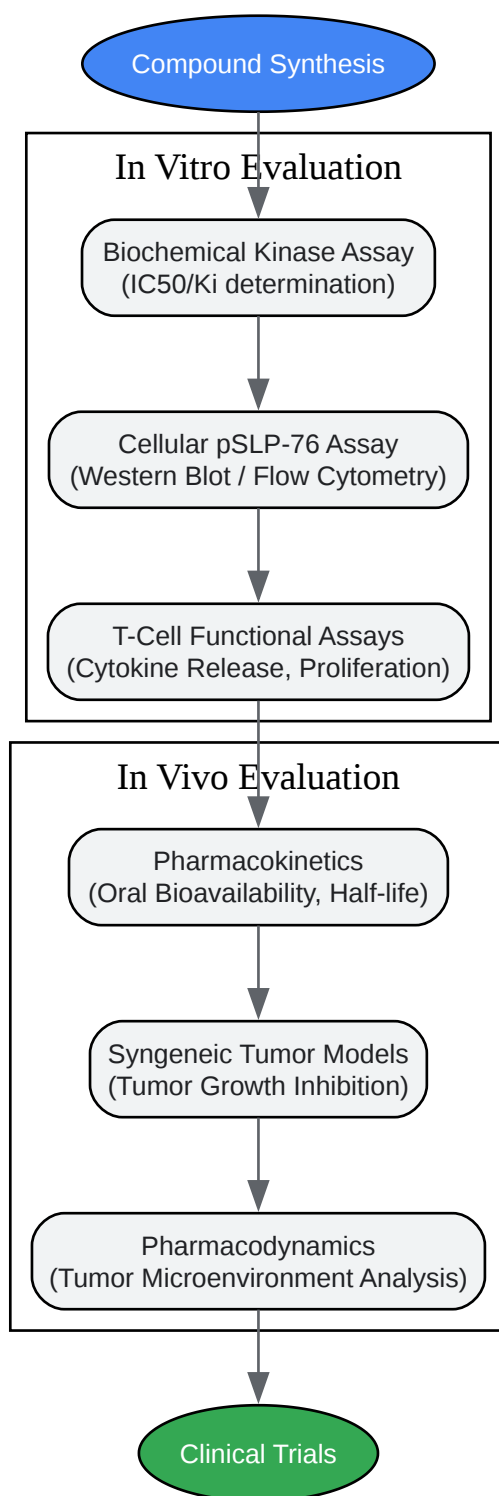 Compound Synthesis
In Vitro Evaluation
Biochemical Kinase Assay
(IC50/Ki determination)
Cellular pSLP-76 Assay
(Western Blot / Flow Cytometry)
T-Cell Functional Assays
(Cytokine Release, Proliferation)
In Vivo Evaluation
Pharmacokinetics
(Oral Bioavailability, Half-life)
Syngeneic Tumor Models
(Tumor Growth Inhibition)
Pharmacodynamics
(Tumor Microenvironment Analysis)
Clinical Trials